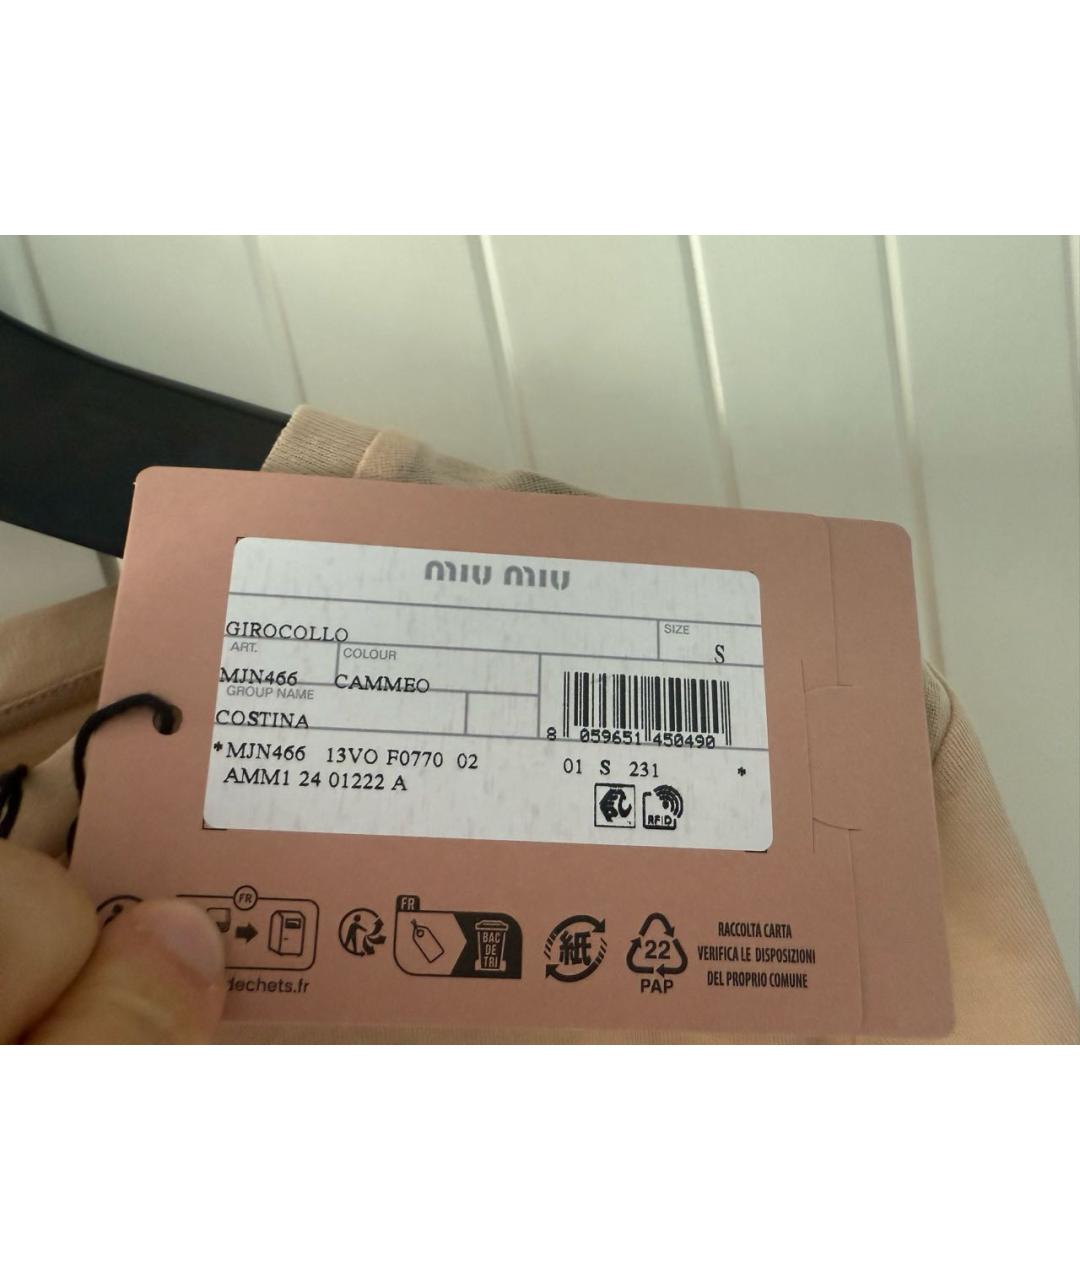 MIU MIU
GIROCOLLO
SIZE
S
ART.
COLOUR
MJN466
CAMMEO
GROUP NAME
COSTINA
8 059651 450490
*MJN466 13VO F0770 02 01 S 231 *
AMM1 24 01222 A
RFID
FR
FR
BAC
DE
TRI
紙
22
PAP
dechets.fr
RACCOLTA CARTA
VERIFICA LE DISPOSIZIONI
DEL PROPRIO COMUNE